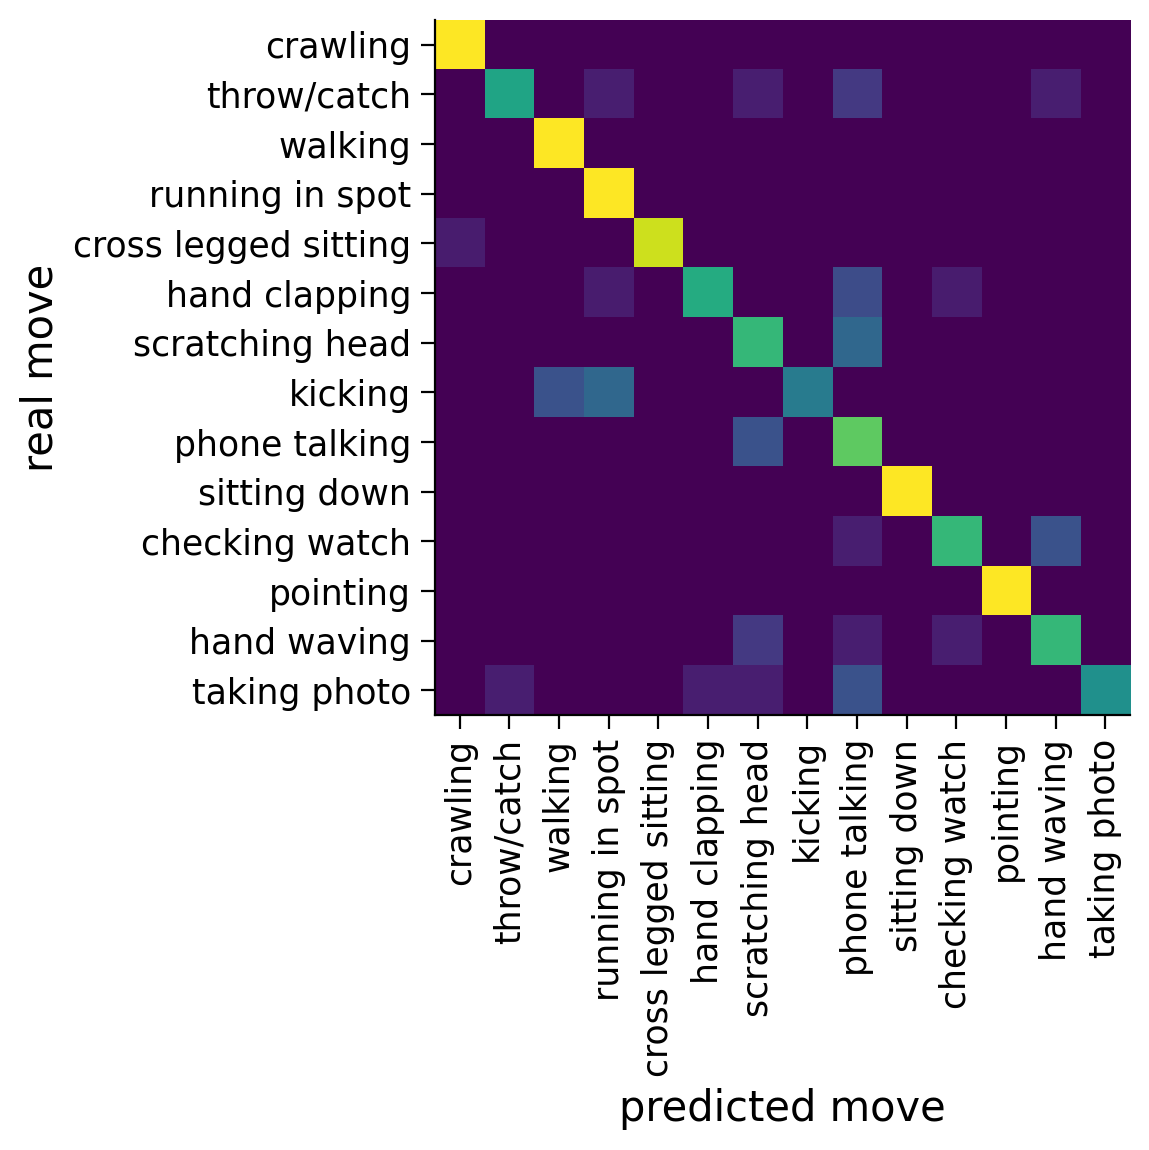 crawling
throw/catch
walking
running in spot
cross legged sitting
hand clapping
scratching head
kicking
phone talking
sitting down
checking watch
pointing
hand waving
taking photo
real move
crawling
throw/catch
walking
running in spot
cross legged sitting
hand clapping
scratching head
kicking
phone talking
sitting down
checking watch
pointing
hand waving
taking photo
predicted move